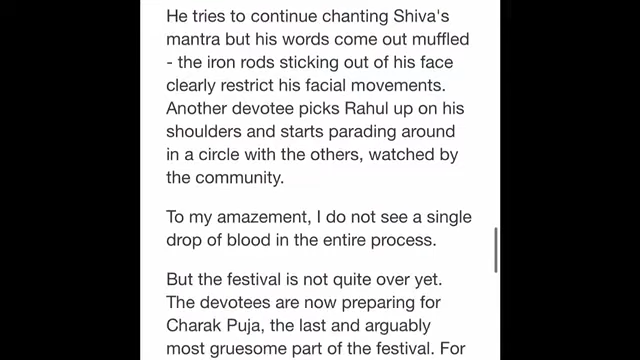 He tries to continue chanting Shiva's
mantra but his words come out muffled
- the iron rods sticking out of his face
clearly restrict his facial movements.
Another devotee picks Rahul up on his
shoulders and starts parading around
in a circle with the others, watched by
the community.
To my amazement, I do not see a single
drop of blood in the entire process.
But the festival is not quite over yet.
The devotees are now preparing for
Charak Puja, the last and arguably
most gruesome part of the festival. For